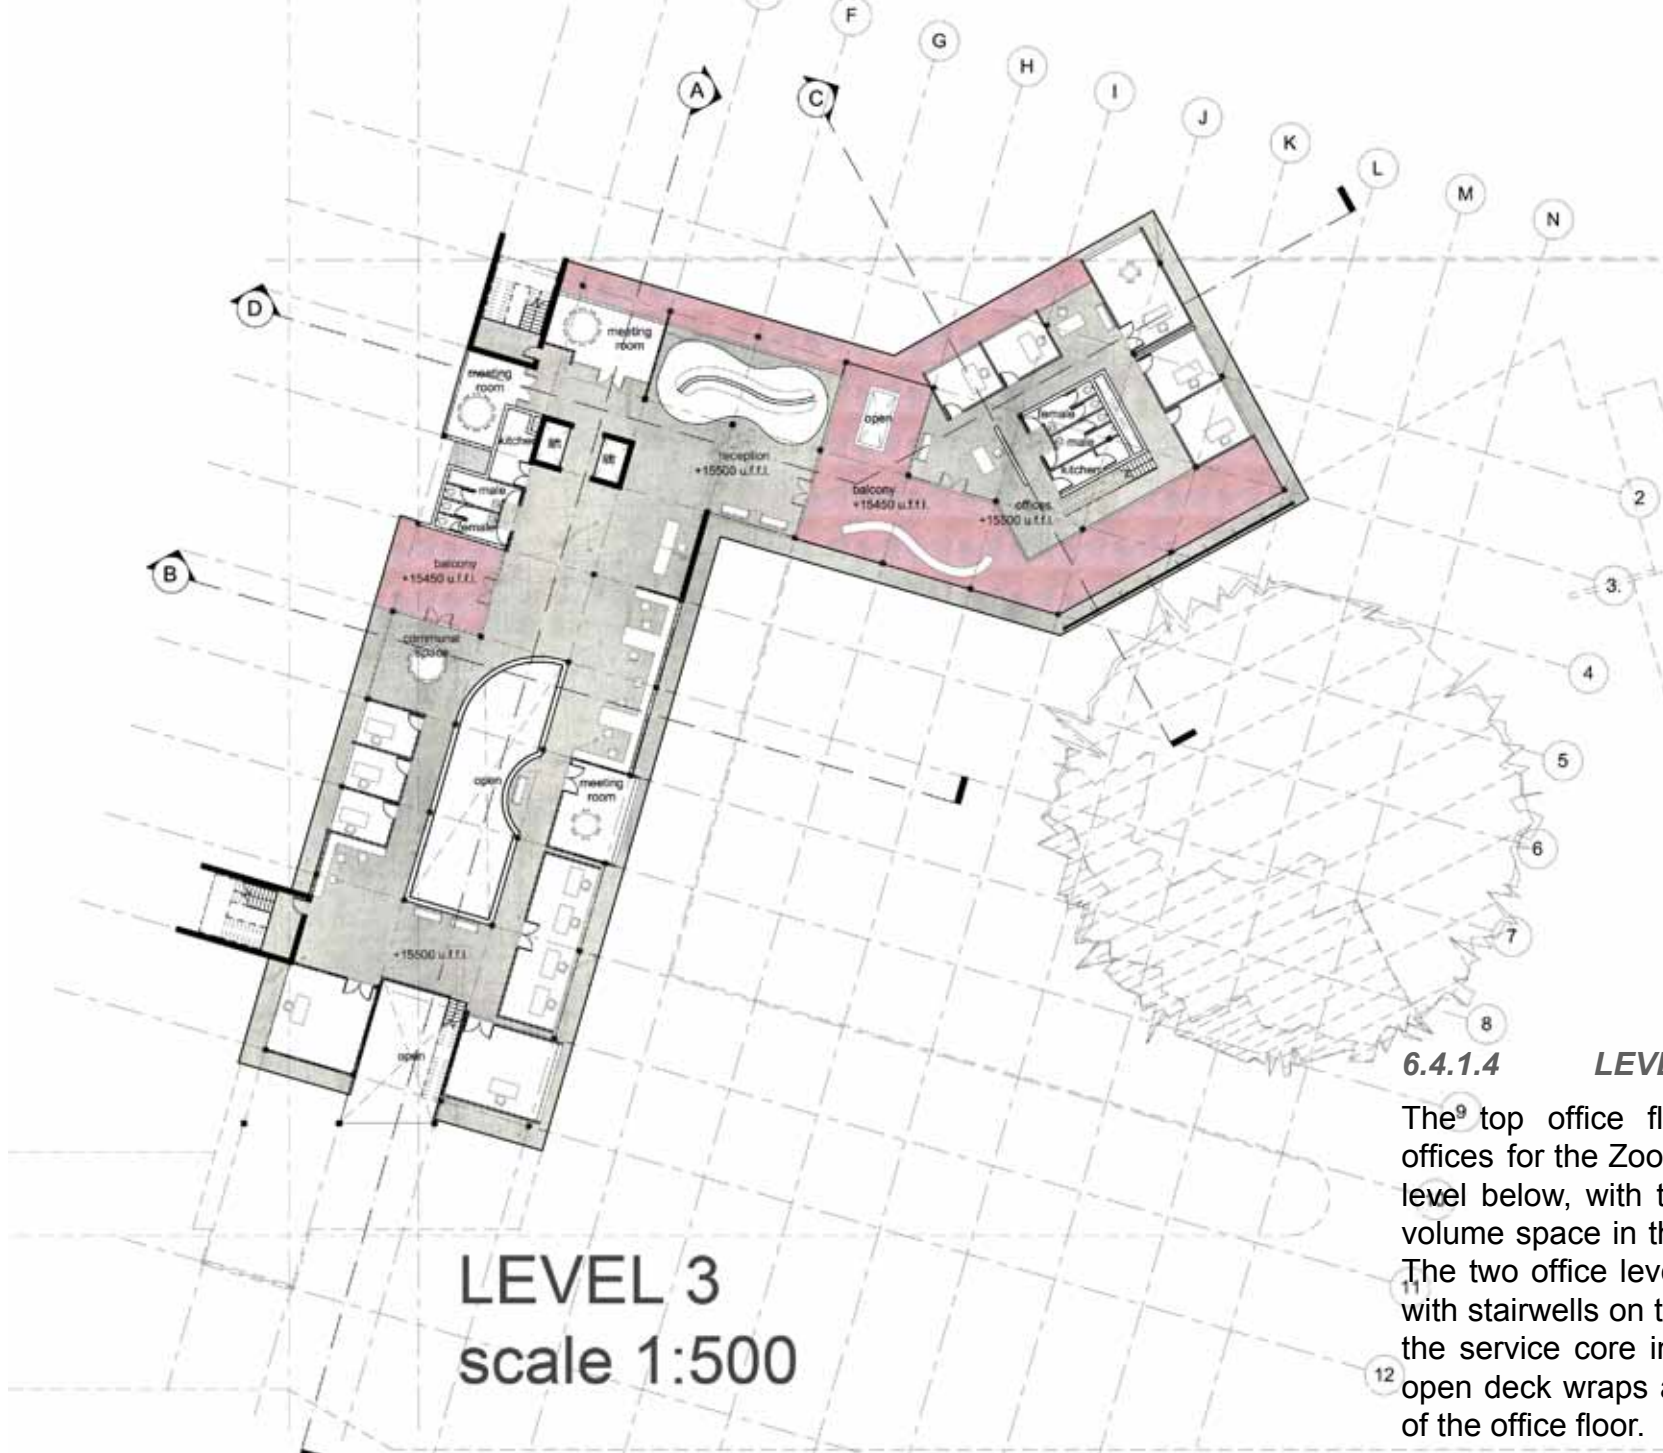 F
G
A
H
C
I
J
K
L
M
N
D
meeting
room
meeting
room
open
female
male
kitchen
kitchen
lift
lift
reception
+15500 u.f.f.l.
balcony
+15450 u.f.f.l.
offices
+15500 u.f.f.l.
male
female
2
balcony
+15450 u.f.f.l.
B
3.
communal
space
4
5
open
meeting
room
6
7
+15500 u.f.f.l.
8
open
6.4.1.4 LEVE
9
The top office fl
offices for the Zoo
level below, with t
10
volume space in th
The two office leve
11
with stairwells on t
the service core in
12
open deck wraps a
of the office floor.
LEVEL 3
scale 1:500